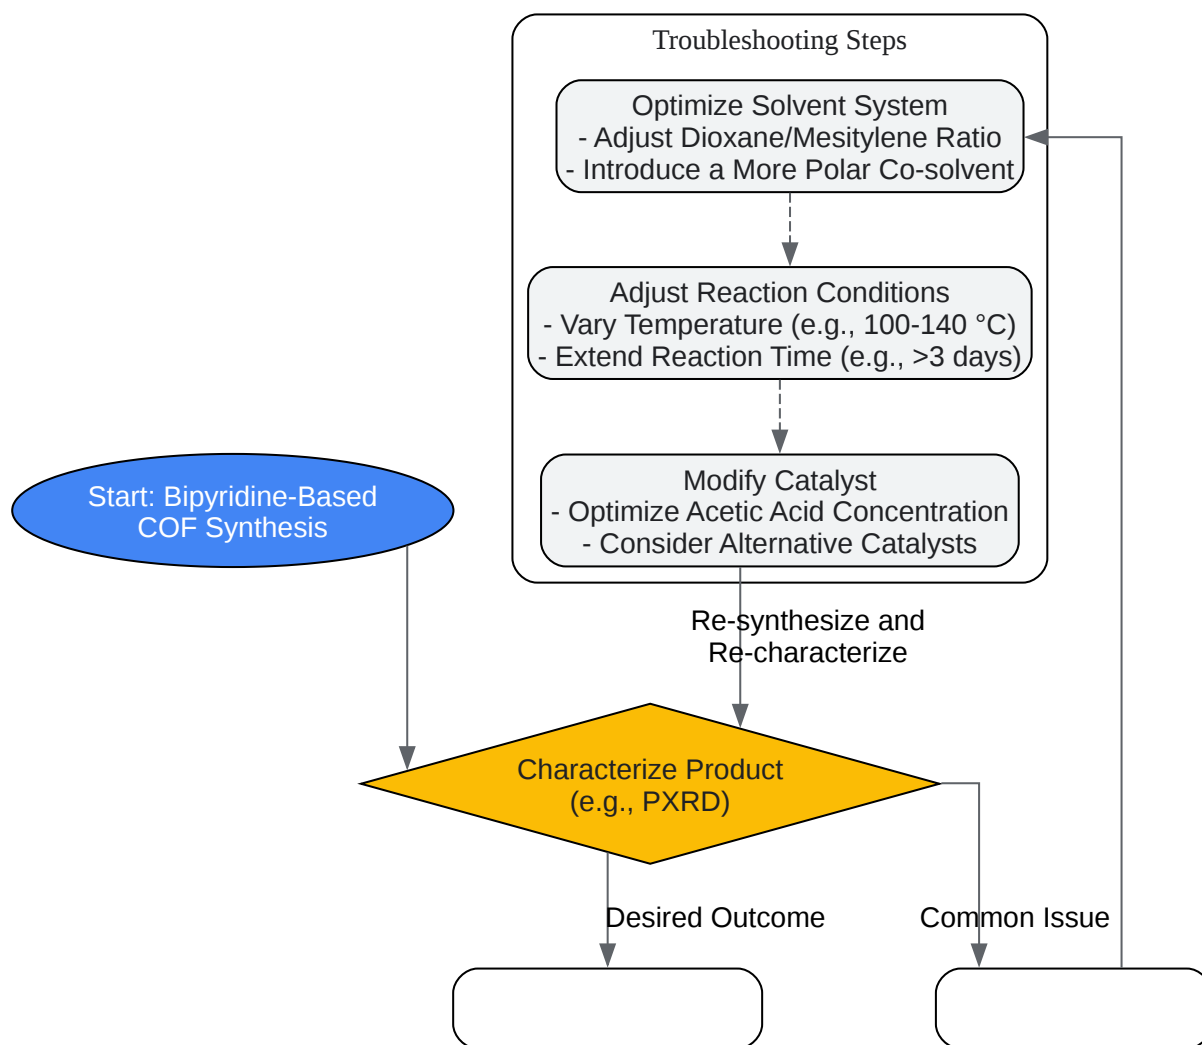 Troubleshooting Steps
Optimize Solvent System
- Adjust Dioxane/Mesitylene Ratio
- Introduce a More Polar Co-solvent
Adjust Reaction Conditions
- Vary Temperature (e.g., 100-140 °C)
- Extend Reaction Time (e.g., >3 days)
Modify Catalyst
- Optimize Acetic Acid Concentration
- Consider Alternative Catalysts
Start: Bipyridine-Based
COF Synthesis
Re-synthesize and
Re-characterize
Characterize Product
(e.g., PXRD)
Desired Outcome
Common Issue